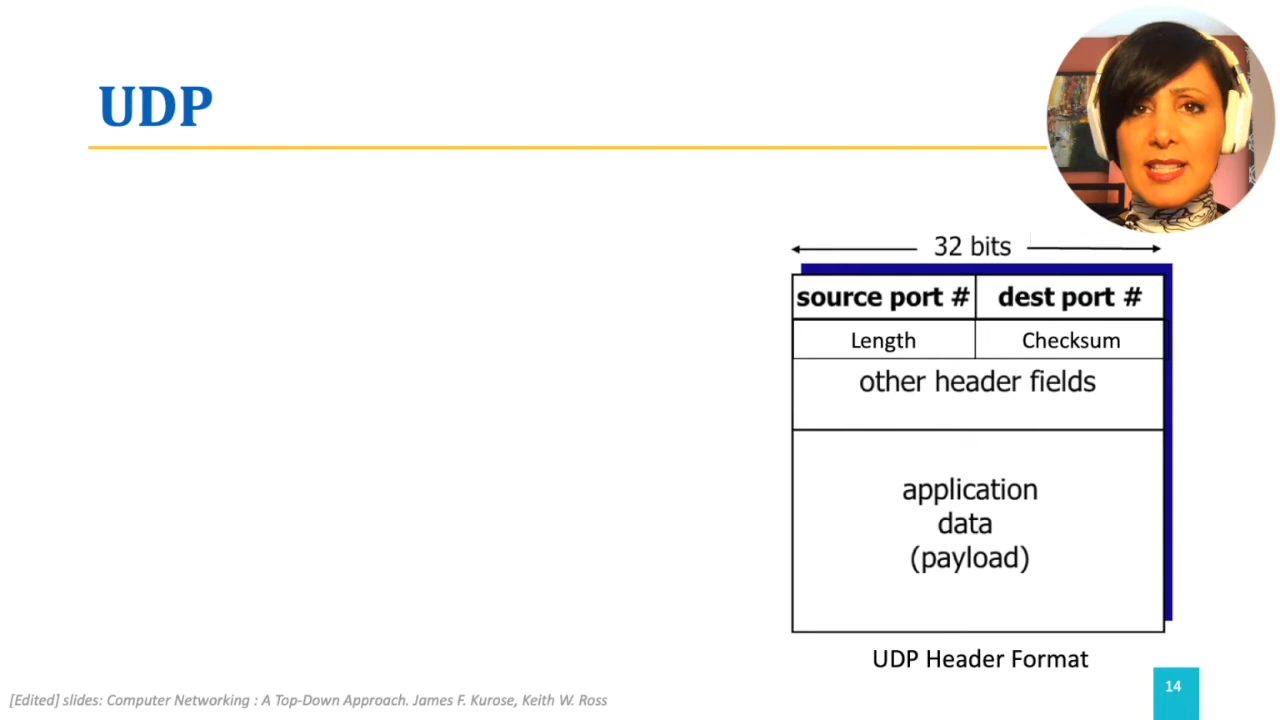 UDP
32 bits
source port # dest port #
Length Checksum
other header fields
application
data
(payload)
UDP Header Format
[Edited] slides: Computer Networking : A Top-Down Approach. James F. Kurose, Keith W. Ross
14